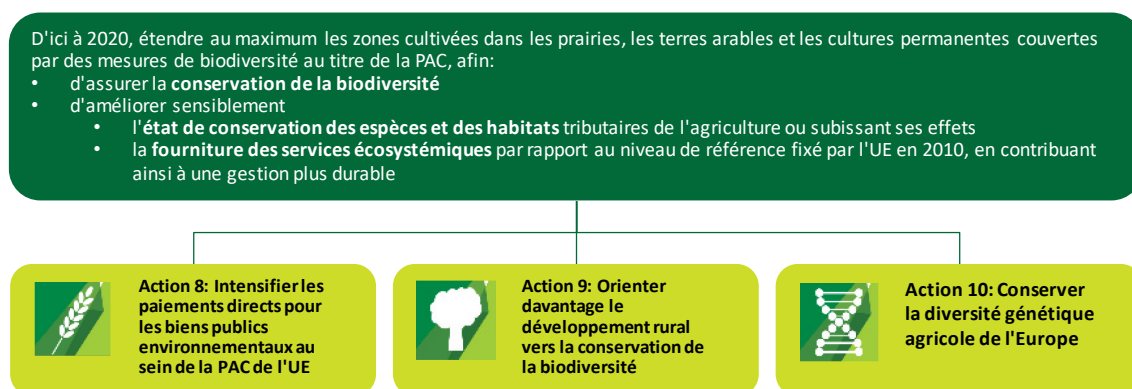 D'ici à 2020, étendre au maximum les zones cultivées dans les prairies, les terres arables et les cultures permanentes couvertes
par des mesures de biodiversité au titre de la PAC, afin:
• d'assurer la conservation de la biodiversité
• d'améliorer sensiblement
• l'état de conservation des espèces et des habitats tributaires de l'agriculture ou subissant ses effets
• la fourniture des services écosystémiques par rapport au niveau de référence fixé par l'UE en 2010, en contribuant
ainsi à une gestion plus durable
Action 8: Intensifier les
paiements directs pour
les biens publics
environnementaux au
sein de la PAC de l'UE
Action 9: Orienter
davantage le
développement rural
vers la conservation de
la biodiversité
Action 10: Conserver
la diversité génétique
agricole de l'Europe